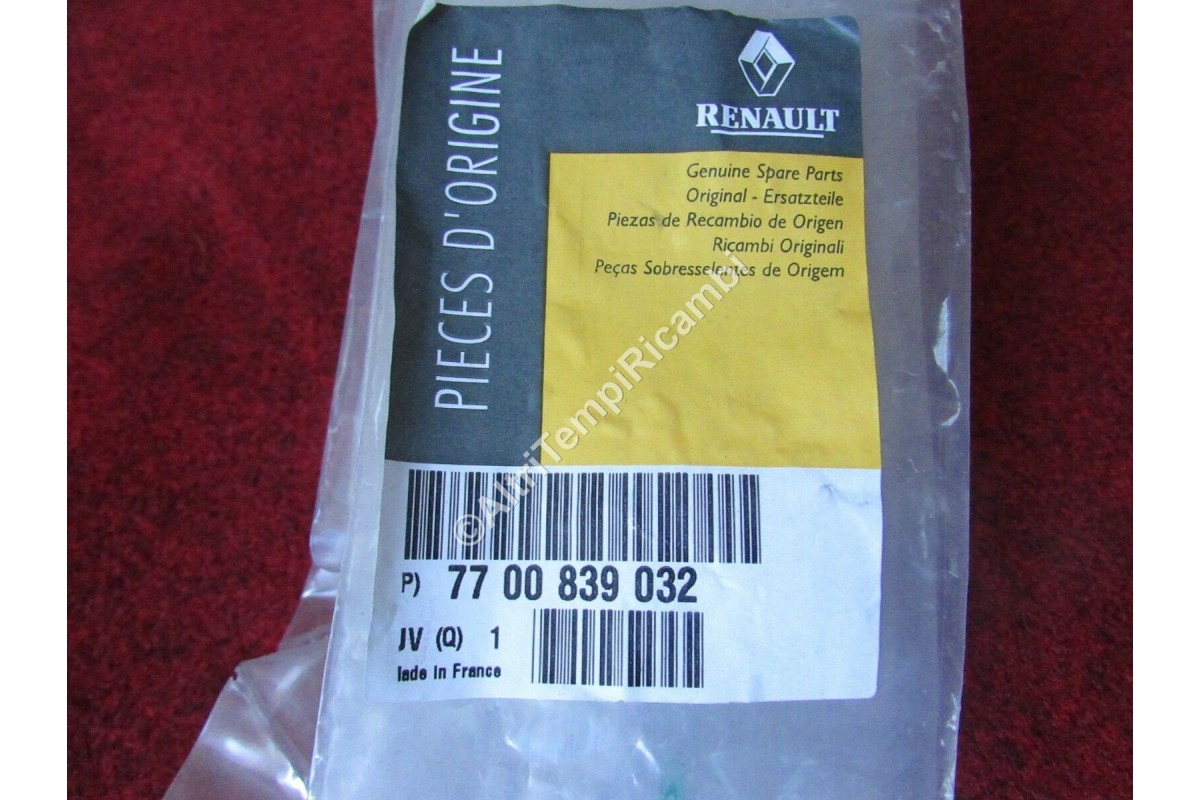 PIECES D'ORIGINE
RENAULT
Genuine Spare Parts
Original - Ersatzteile
Piezas de Recambio de Origen
Ricambi Originali
Peças Sobresselentes de Origem
©AltriTempiRicambi
P) 77 00 839 032
JV (Q) 1
lade in France